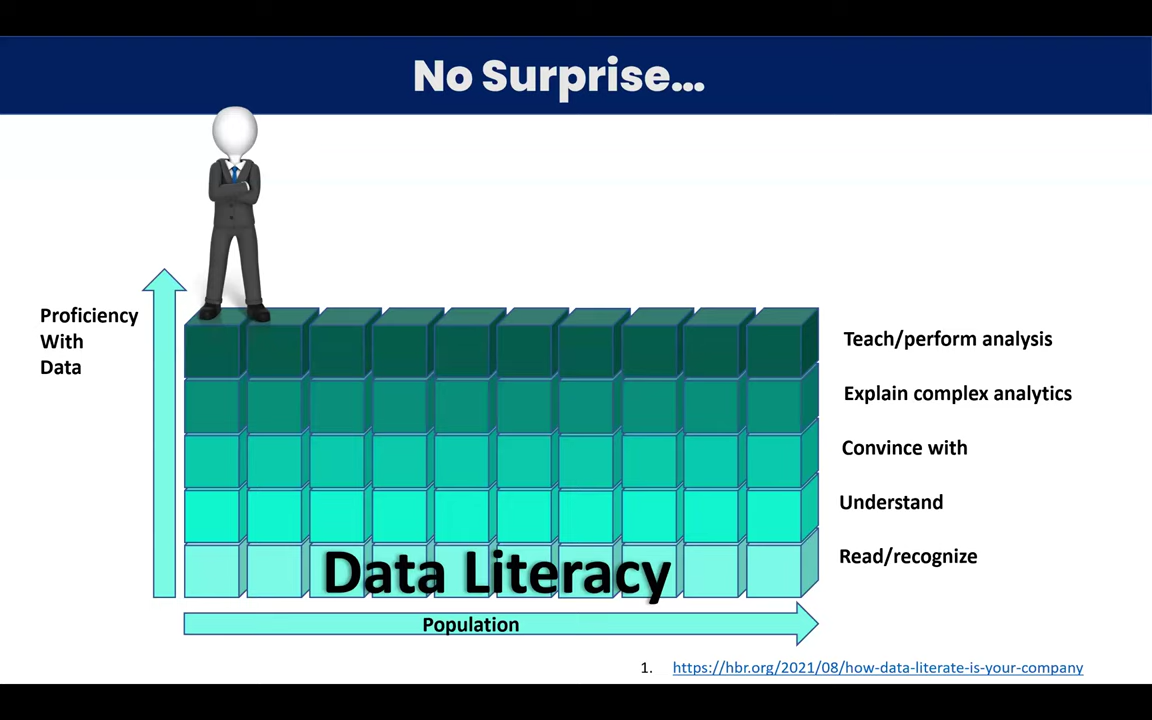 No Surprise...
Proficiency
With
Data
Teach/perform analysis
Explain complex analytics
Convince with
Understand
Read/recognize
Data Literacy
Population
1. https://hbr.org/2021/08/how-data-literate-is-your-company